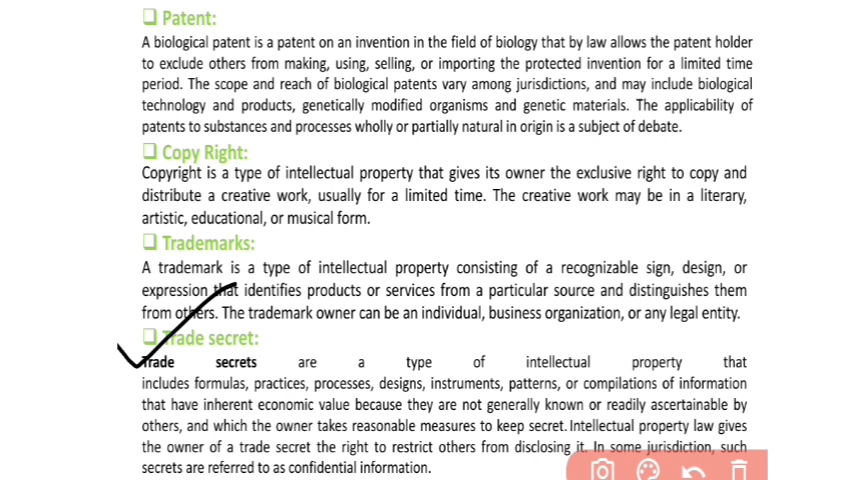 Patent:
A biological patent is a patent on an invention in the field of biology that by law allows the patent holder
to exclude others from making, using, selling, or importing the protected invention for a limited time
period. The scope and reach of biological patents vary among jurisdictions, and may include biological
technology and products, genetically modified organisms and genetic materials. The applicability of
patents to substances and processes wholly or partially natural in origin is a subject of debate.
Copy Right:
Copyright is a type of intellectual property that gives its owner the exclusive right to copy and
distribute a creative work, usually for a limited time. The creative work may be in a literary,
artistic, educational, or musical form.
Trademarks:
A trademark is a type of intellectual property consisting of a recognizable sign, design, or
expression that identifies products or services from a particular source and distinguishes them
from others. The trademark owner can be an individual, business organization, or any legal entity.
Trade secret:
Trade secrets are a type of intellectual property that
includes formulas, practices, processes, designs, instruments, patterns, or compilations of information
that have inherent economic value because they are not generally known or readily ascertainable by
others, and which the owner takes reasonable measures to keep secret. Intellectual property law gives
the owner of a trade secret the right to restrict others from disclosing it. In some jurisdiction, such
secrets are referred to as confidential information.